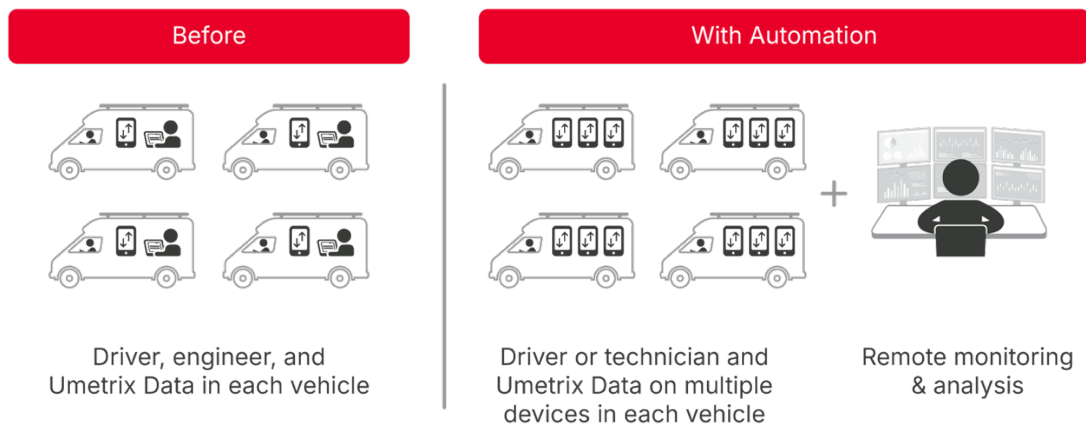 Before
With Automation
Driver, engineer, and
Umetrix Data in each vehicle
Driver or technician and
Umetrix Data on multiple
devices in each vehicle
Remote monitoring
& analysis